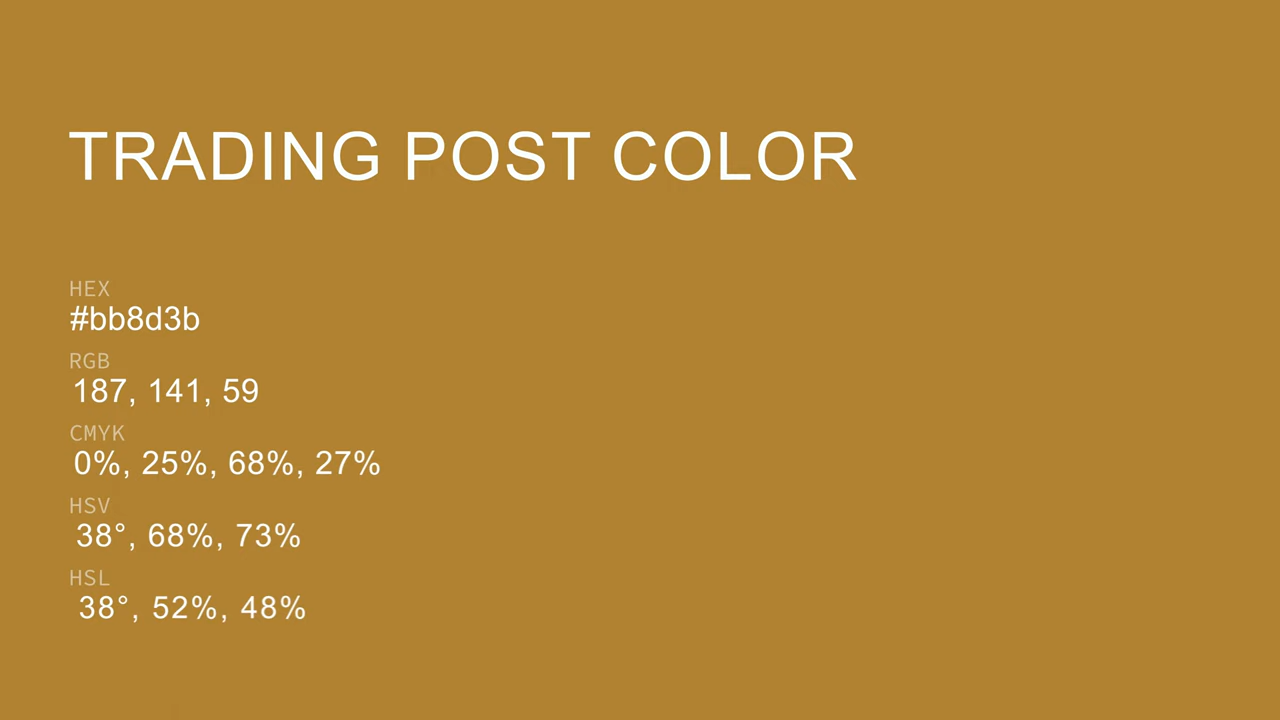 TRADING POST COLOR
HEX
#bb8d3b
RGB
187, 141, 59
CMYK
0%, 25%, 68%, 27%
HSV
38°, 68%, 73%
HSL
38°, 52%, 48%